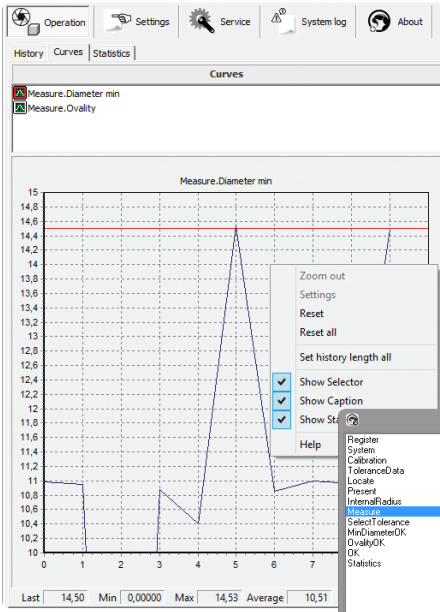 Operation Settings Service System log About
History Curves Statistics
Curves
Measure.Diameter min
Measure.Ovality
Measure.Diameter min
15
14,8
14,6
14,4
14,2
14
13,8
13,6
13,4
13,2
13
12,8
12,6
12,4
12,2
12
11,8
11,6
11,4
11,2
11
10,8
10,6
10,4
10,2
10
0 1 2 3 4 5 6 7
Zoom out
Settings
Reset
Reset all
Set history length all
Show Selector
Show Caption
Show Sta
Help
Register
System
Calibration
ToleranceData
Locate
Present
InternalRadius
Measure
SelectTolerance
MinDiameterOK
OvalityOK
OK
Statistics
Last 14,50 Min 0,00000 Max 14,53 Average 10,51